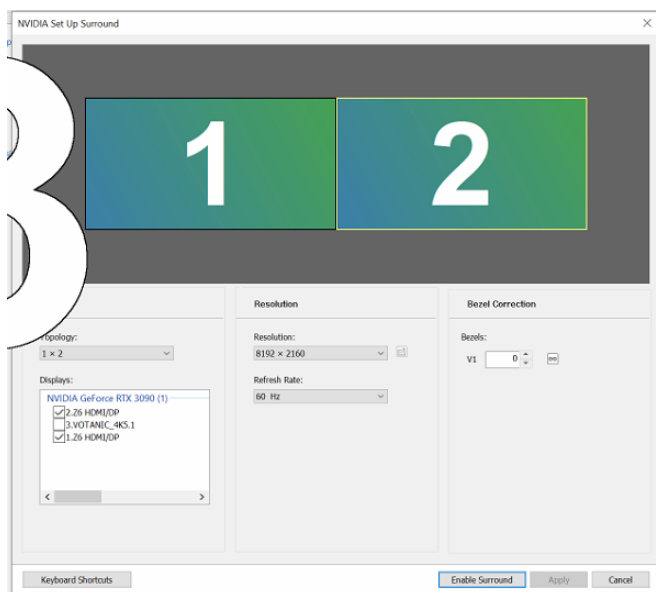 NVIDIA Set Up Surround
3
1
2
Resolution
Bezel Correction
Topology:
1 × 2
Resolution:
8192 × 2160
Bezels:
V1
0
Displays:
Refresh Rate:
60 Hz
NVIDIA GeForce RTX 3090 (1)
2.Z6 HDMI/DP
3.VOTANIC_4K5.1
1.Z6 HDMI/DP
Keyboard Shortcuts
Enable Surround
Apply
Cancel